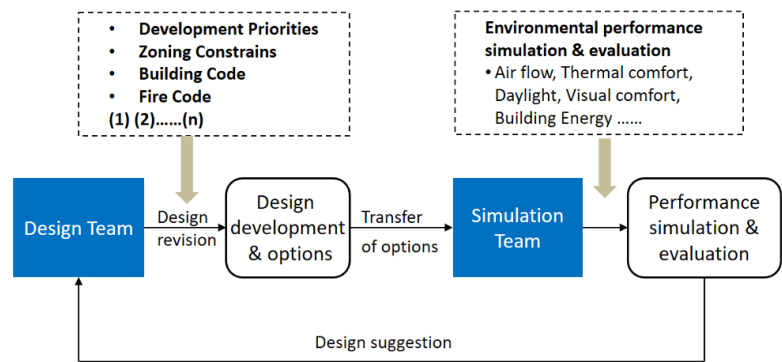 • Development Priorities
• Zoning Constrains
• Building Code
• Fire Code
(1) (2)......(n)
Environmental performance
simulation & evaluation
• Air flow, Thermal comfort,
Daylight, Visual comfort,
Building Energy ......
Design Team
Design
revision
Design
development
& options
Transfer
of options
Simulation
Team
Performance
simulation &
evaluation
Design suggestion